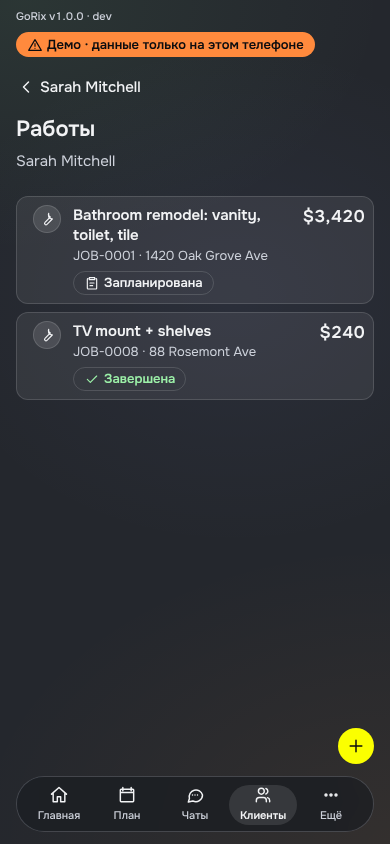 GoRix v1.0.0 · dev
Демо · данные только на этом телефоне
Sarah Mitchell
Работы
Sarah Mitchell
Bathroom remodel: vanity,
toilet, tile
$3,420
JOB-0001 · 1420 Oak Grove Ave
Запланирована
TV mount + shelves
$240
JOB-0008 · 88 Rosemont Ave
Завершена
Главная
План
Чаты
Клиенты
Ещё